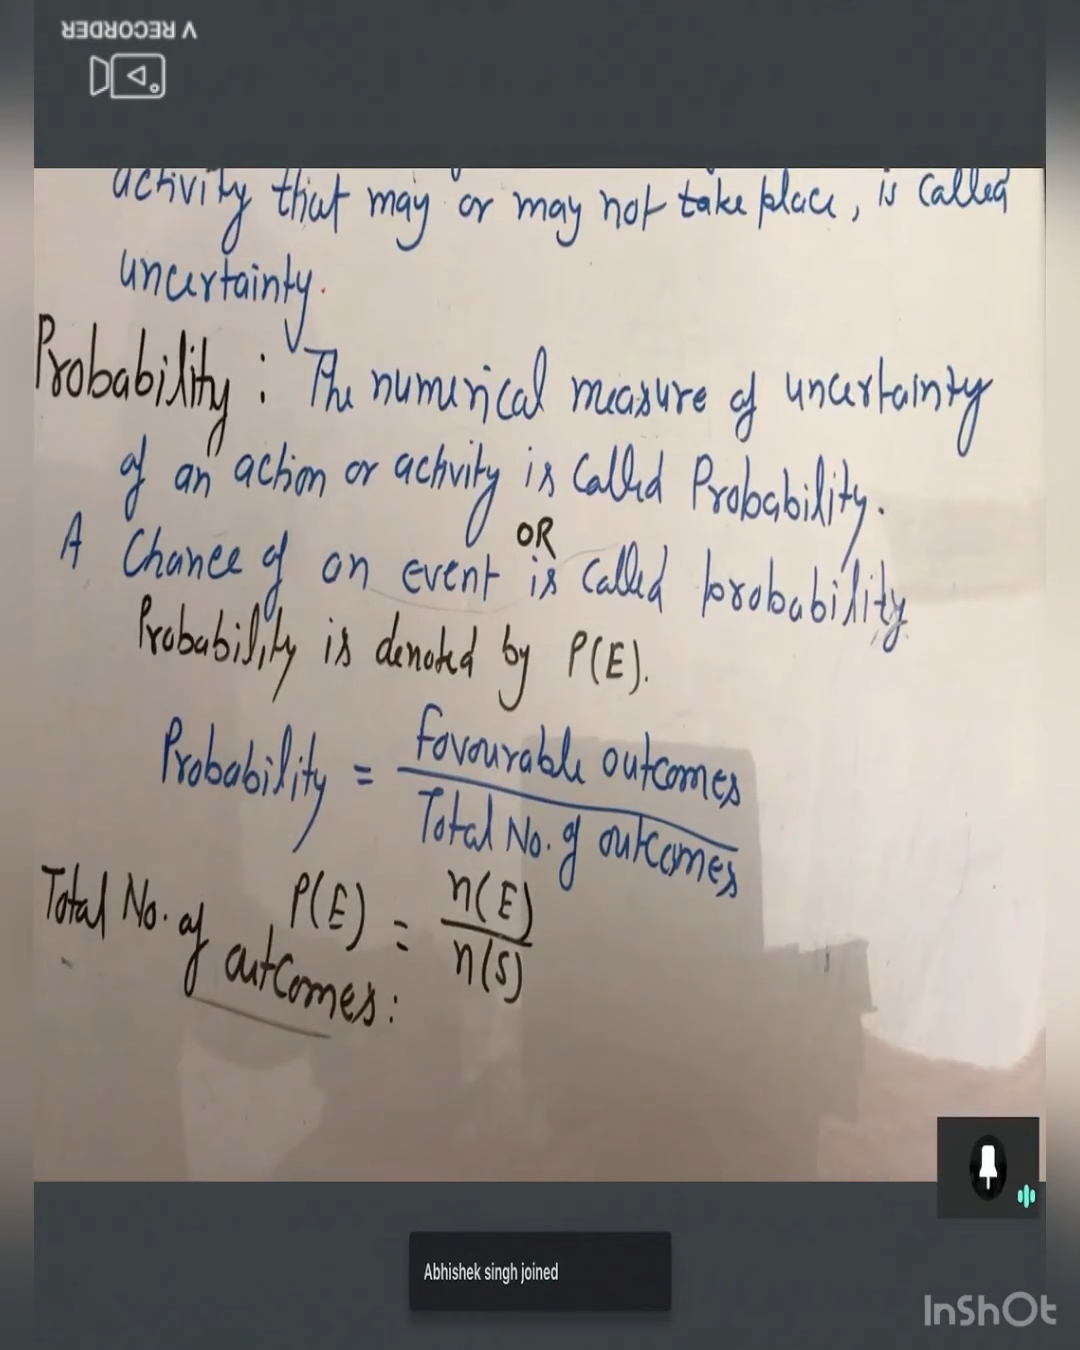 V RECORDER
activity that may or may not take place, is called
uncertainty.
Probability : The numerical measure of uncertainty
of an action or activity is called Probability.
OR
A Chance of an event is called probability
Probability is denoted by P(E).
Probability = favourable outcomes
Total No. of outcomes
P(E) = n(E)
n(S)
Total No. of
outcomes:
Abhishek singh joined
InShOt